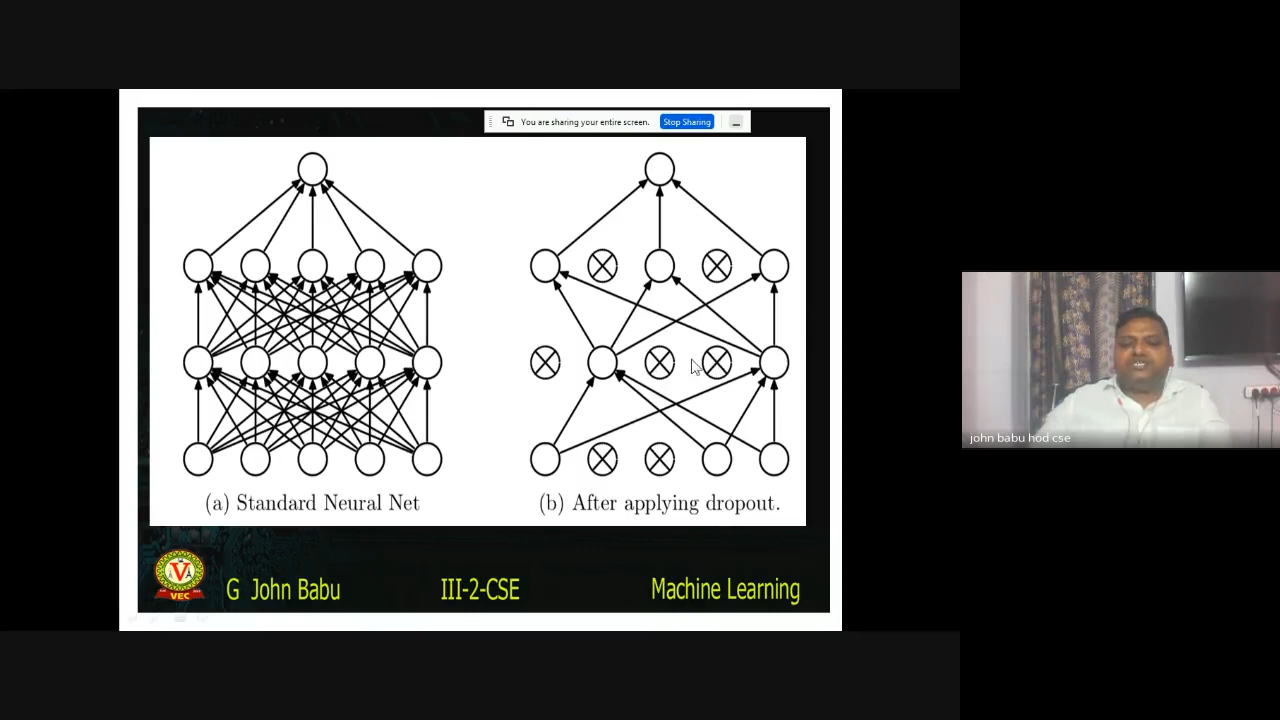 You are sharing your entire screen. Stop Sharing
(a) Standard Neural Net
(b) After applying dropout.
VEC
G John Babu
III-2-CSE
Machine Learning
john babu hod cse